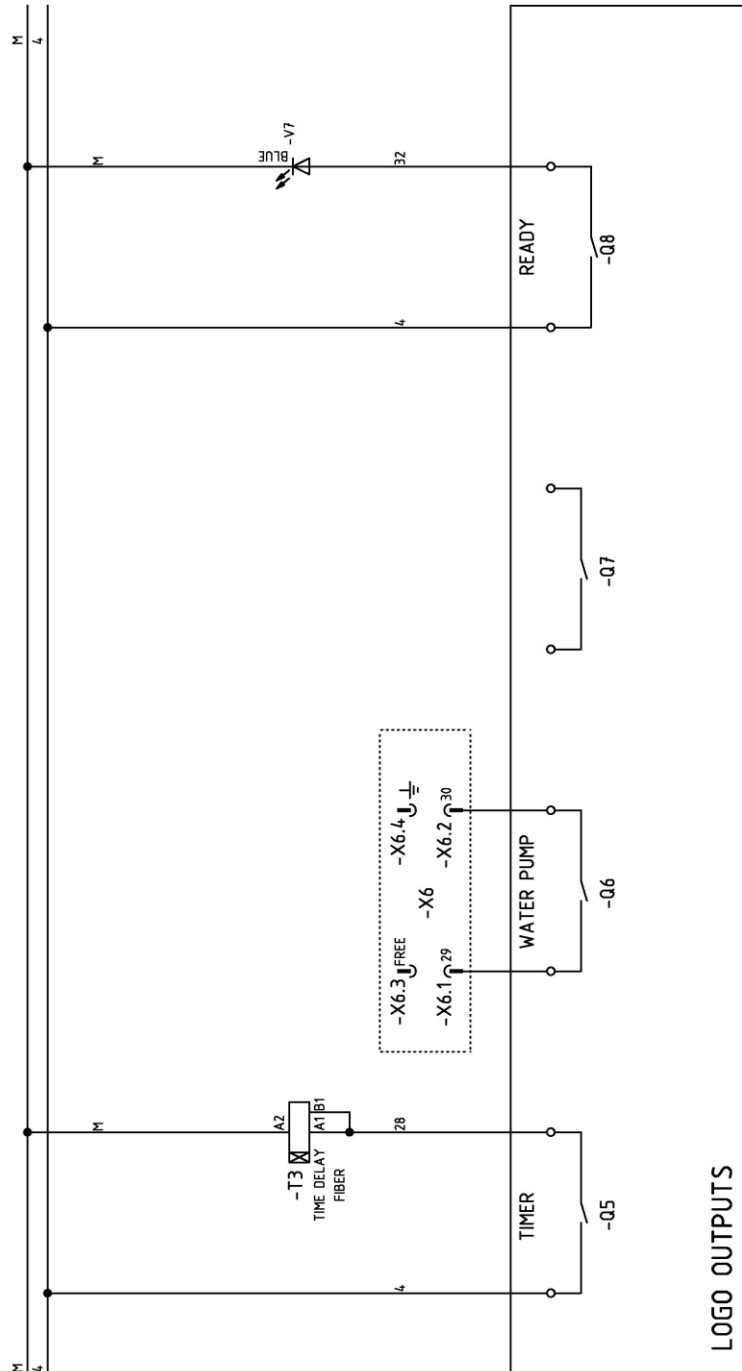 M
4
M
4
M
BLUE
-V7
32
READY
-Q8
4
-Q7
-X6.4
-X6.2
30
-X6
-X6.3
FREE
-X6.1
29
WATER PUMP
-Q6
M
A2
-T3
A1
B1
TIME DELAY
FIBER
28
TIMER
-Q5
4
LOGO OUTPUTS